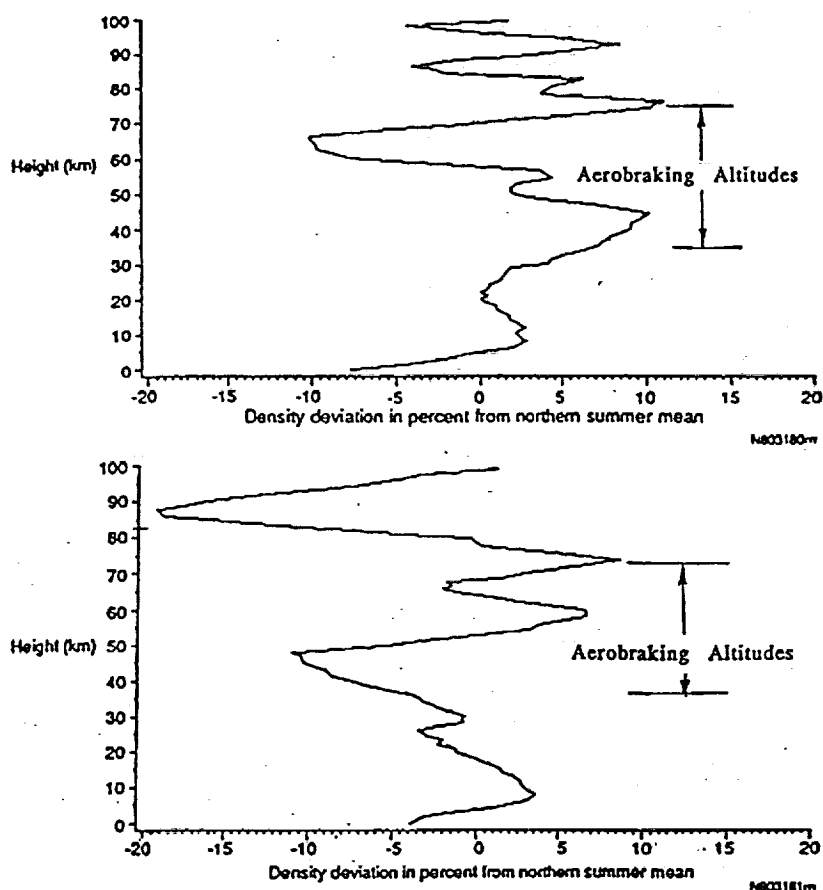 100
90
80
70
Height (km)
60
50
40
30
20
10
0
Aerobraking Altitudes
-20 -15 -10 -5 0 5 10 15 20
Density deviation in percent from northern summer mean
N803180m
100
90
80
70
60
Height (km)
50
40
30
20
10
0
Aerobraking Altitudes
-20 -15 -10 -5 0 5 10 15 20
Density deviation in percent from northern summer mean
N803181m